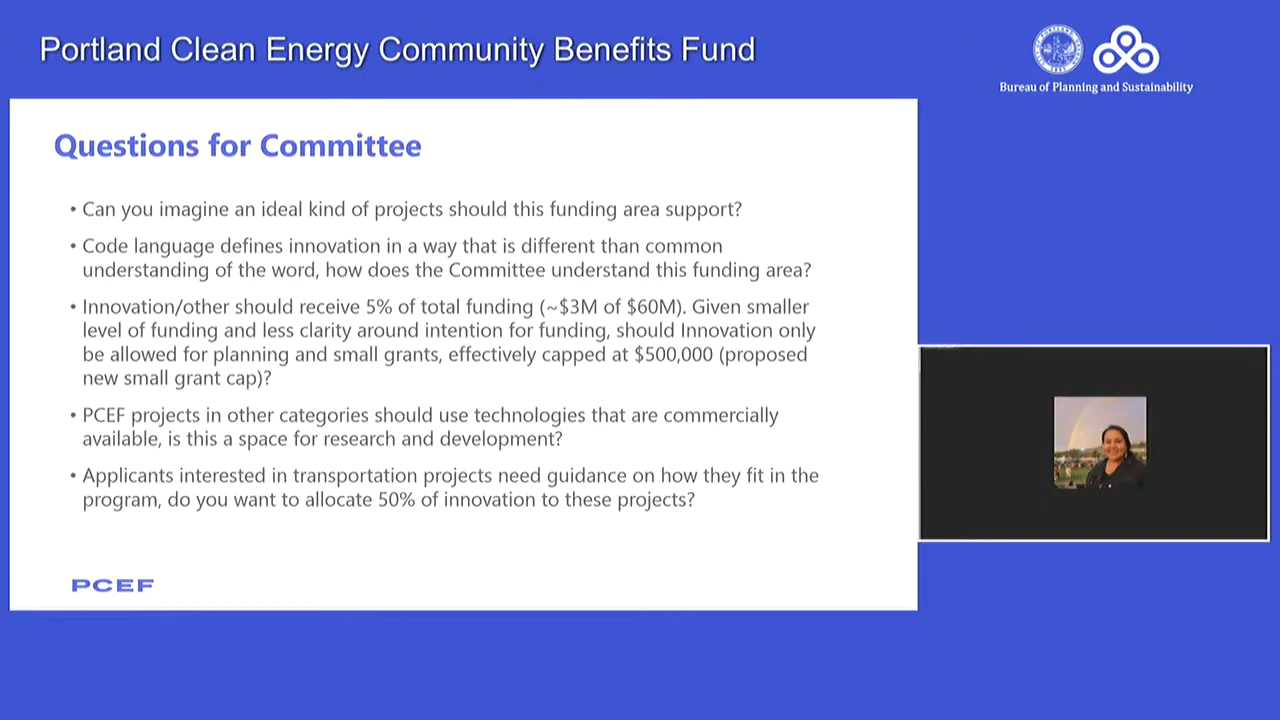 Portland Clean Energy Community Benefits Fund
Bureau of Planning and Sustainability
Questions for Committee
• Can you imagine an ideal kind of projects should this funding area support?
• Code language defines innovation in a way that is different than common
understanding of the word, how does the Committee understand this funding area?
• Innovation/other should receive 5% of total funding (~$3M of $60M). Given smaller
level of funding and less clarity around intention for funding, should Innovation only
be allowed for planning and small grants, effectively capped at $500,000 (proposed
new small grant cap)?
• PCEF projects in other categories should use technologies that are commercially
available, is this a space for research and development?
• Applicants interested in transportation projects need guidance on how they fit in the
program, do you want to allocate 50% of innovation to these projects?
PCEF